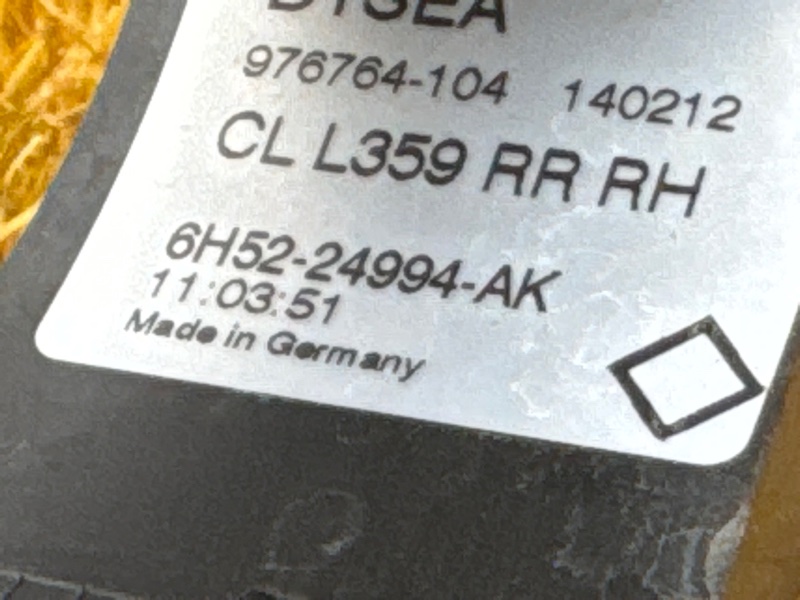 976764-104 140212
CL L359 RR RH
6H52-24994-AK
11:03:51
Made in Germany